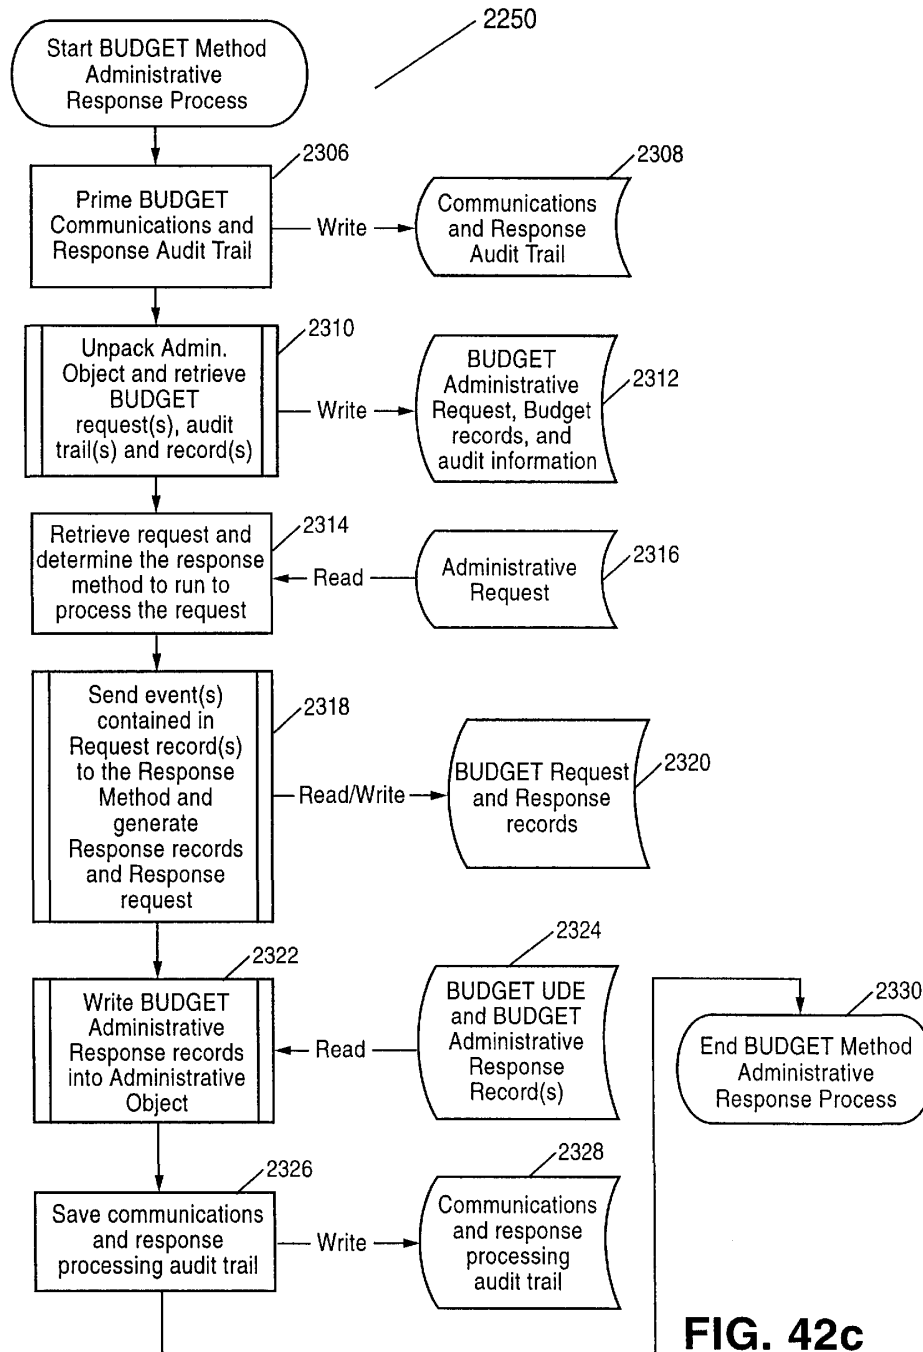 2250
Start BUDGET Method
Administrative
Response Process
2306
Prime BUDGET
Communications and
Response Audit Trail
Write
2308
Communications
and Response
Audit Trail
2310
Unpack Admin.
Object and retrieve
BUDGET
request(s), audit
trail(s) and record(s)
Write
2312
BUDGET
Administrative
Request, Budget
records, and
audit information
2314
Retrieve request and
determine the response
method to run to
process the request
Read
2316
Administrative
Request
2318
Send event(s)
contained in
Request record(s)
to the Response
Method and
generate
Response records
and Response
request
Read/Write
2320
BUDGET Request
and Response
records
2322
Write BUDGET
Administrative
Response records
into Administrative
Object
Read
2324
BUDGET UDE
and BUDGET
Administrative
Response
Record(s)
2326
Save communications
and response
processing audit trail
Write
2328
Communications
and response
processing
audit trail
2330
End BUDGET Method
Administrative
Response Process
FIG. 42c